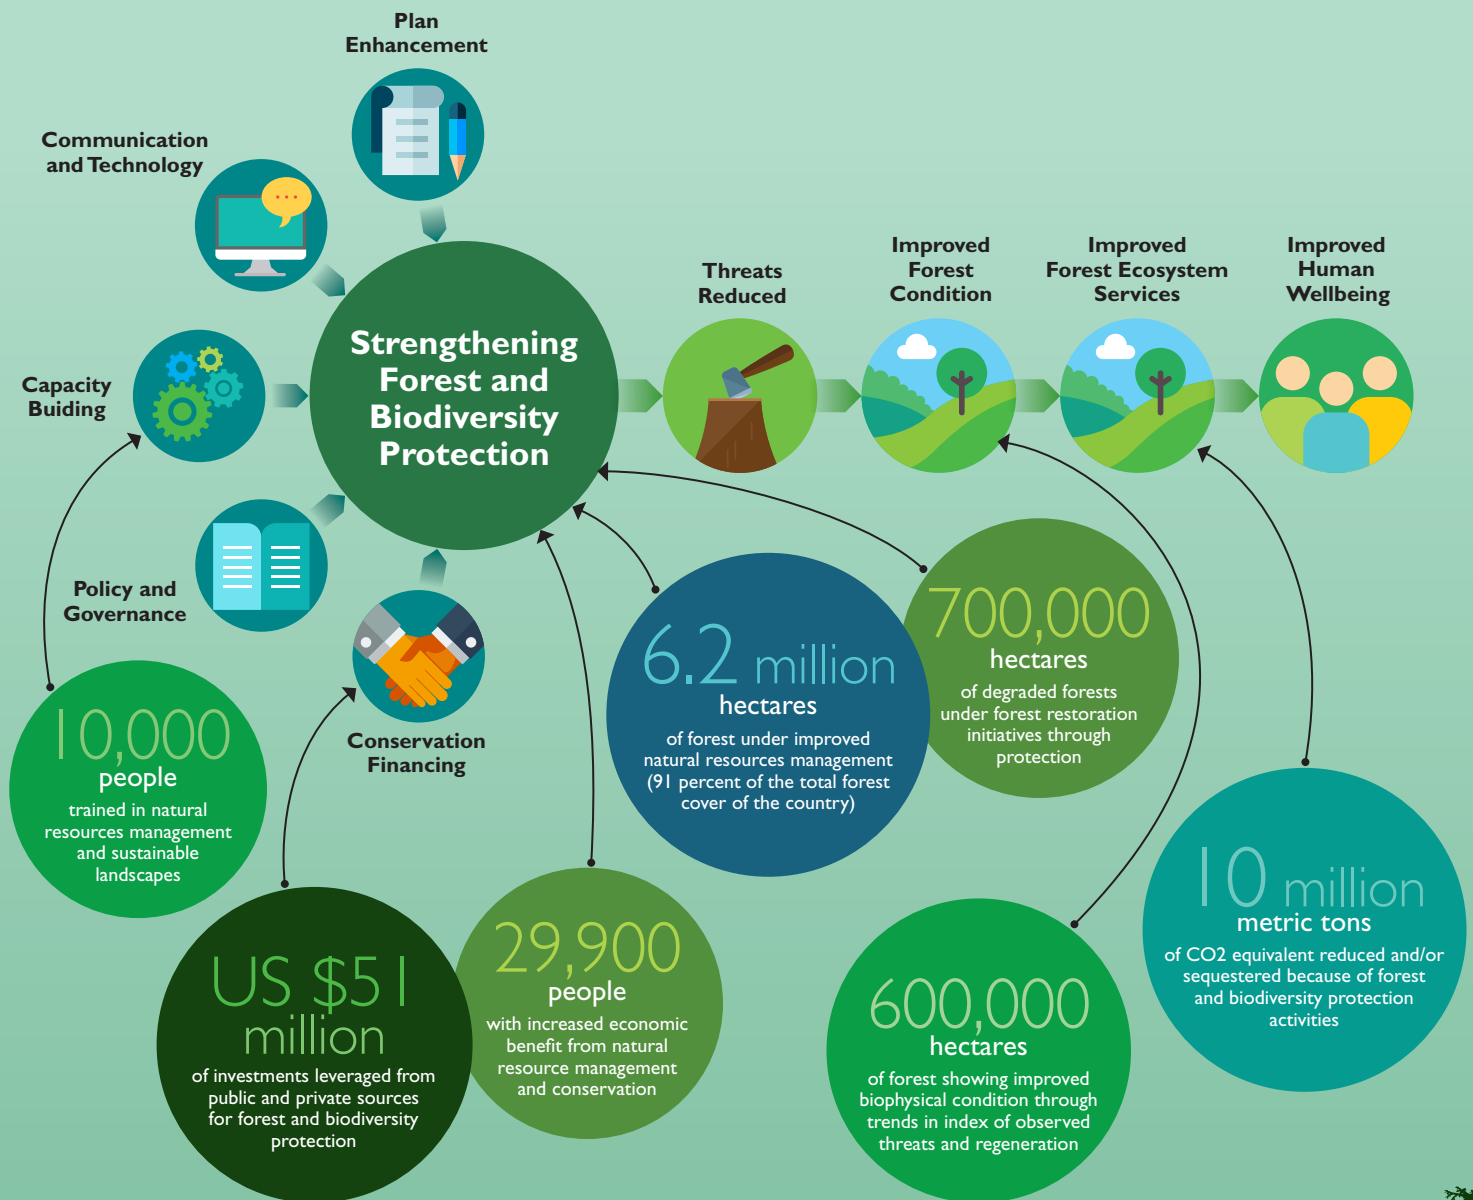 Plan
Enhancement
Communication
and Technology
Capacity
Buiding
Policy and
Governance
Conservation
Financing
Strengthening
Forest and
Biodiversity
Protection
Threats
Reduced
Improved
Forest
Condition
Improved
Forest Ecosystem
Services
Improved
Human
Wellbeing
10,000
people
trained in natural
resources management
and sustainable
landscapes
US $51
million
of investments leveraged from
public and private sources
for forest and biodiversity
protection
29,900
people
with increased economic
benefit from natural
resource management
and conservation
6.2 million
hectares
of forest under improved
natural resources management
(91 percent of the total forest
cover of the country)
700,000
hectares
of degraded forests
under forest restoration
initiatives through
protection
600,000
hectares
of forest showing improved
biophysical condition through
trends in index of observed
threats and regeneration
10 million
metric tons
of CO2 equivalent reduced and/or
sequestered because of forest
and biodiversity protection
activities